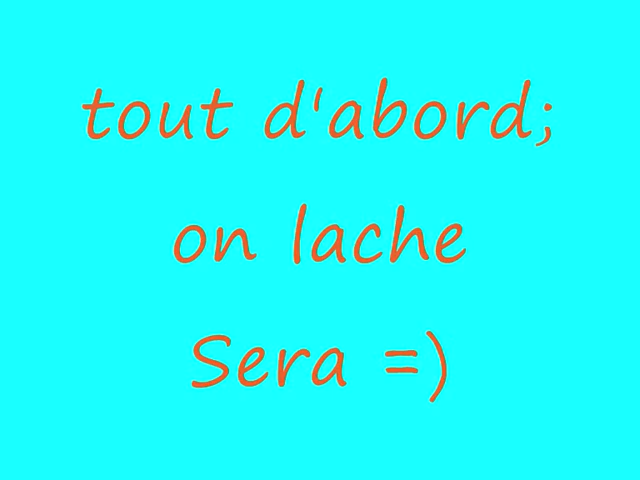 tout d'abord;
on lache
Sera =)